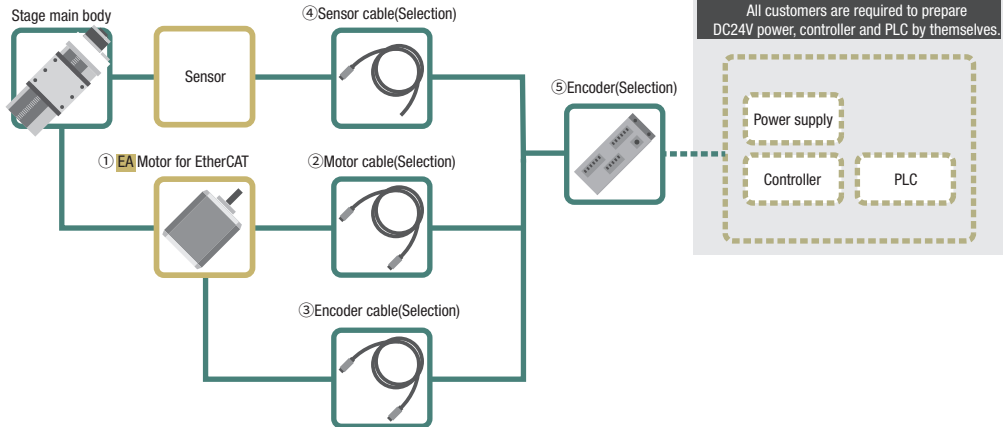 Stage main body
④Sensor cable(Selection)
All customers are required to prepare
DC24V power, controller and PLC by themselves.
Sensor
⑤Encoder(Selection)
Power supply
① EA Motor for EtherCAT
②Motor cable(Selection)
Controller
PLC
③Encoder cable(Selection)